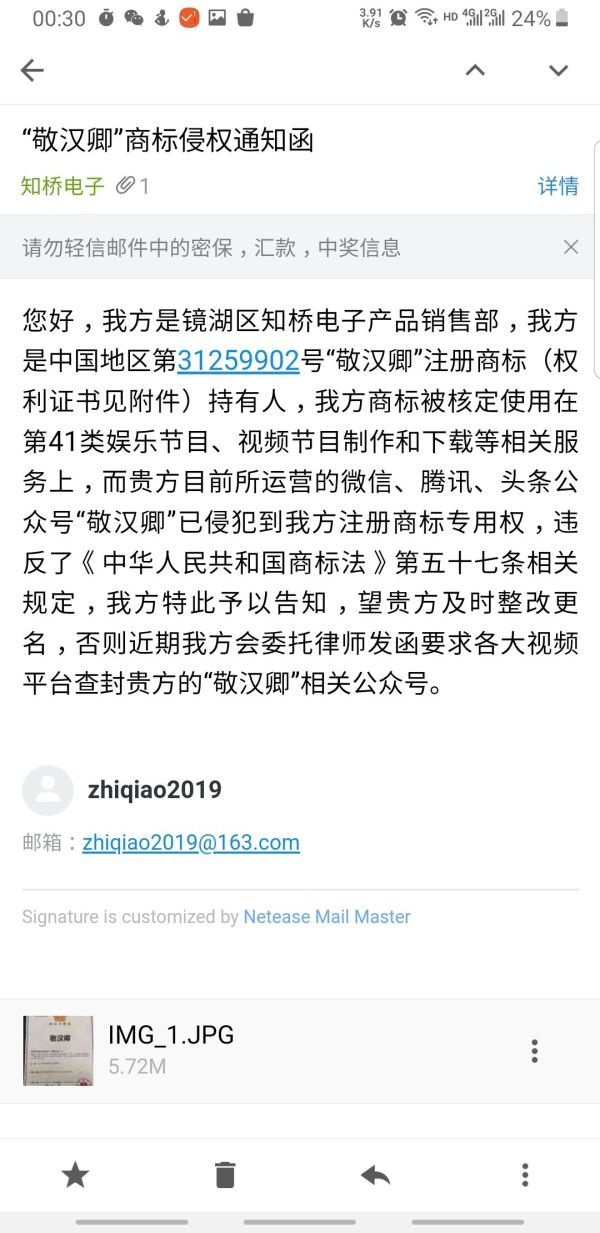 00:30
3.91
K/s
HD 4G 2G 24%
“敬汉卿”商标侵权通知函
知桥电子 1
详情
请勿轻信邮件中的密保，汇款，中奖信息
您好，我方是镜湖区知桥电子产品销售部，我方
是中国地区第31259902号“敬汉卿”注册商标（权
利证书见附件）持有人，我方商标被核定使用在
第41类娱乐节目、视频节目制作和下载等相关服
务上，而贵方目前所运营的微信、腾讯、头条公
众号“敬汉卿”已侵犯到我方注册商标专用权，违
反了《中华人民共和国商标法》第五十七条相关
规定，我方特此予以告知，望贵方及时整改更
名，否则近期我方会委托律师发函要求各大视频
平台查封贵方的“敬汉卿”相关公众号。
zhiqiao2019
邮箱：zhiqiao2019@163.com
Signature is customized by Netease Mail Master
敬汉卿
IMG_1.JPG
5.72M